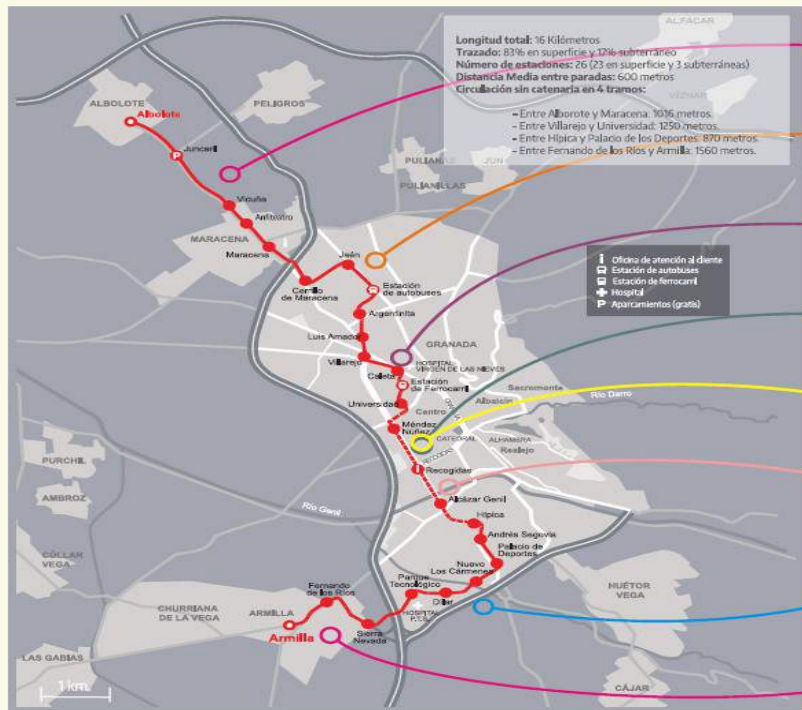 Longitud total: 16 Kilómetros
Trazado: 83% en superficie y 17% subterráneo
Número de estaciones: 26 (23 en superficie y 3 subterráneas)
Distancia Media entre paradas: 600 metros
Circulación sin catenaria en 4 tramos:
– Entre Alborote y Maracena: 1016 metros.
– Entre Villarejo y Universidad: 1250 metros.
– Entre Hípica y Palacio de los Deportes: 870 metros.
– Entre Fernando de los Ríos y Armilla: 1560 metros.
ALFACAR
VÍZNAR
ALBOLOTE
Albolote
PELIGROS
P
Juncaril
PULIANAS
JUN
PULIANILLAS
Vicuña
Anfiteatro
MARACENA
Maracena
Jaén
Cerrillo
de Maracena
Estación
de autobuses
i Oficina de atención al cliente
Estación de autobuses
Estación de ferrocarril
Hospital
P Aparcamientos (gratis)
Argentinita
Luis Amador
GRANADA
Villarejo
HOSPITAL
VIRGEN DE LAS NIEVES
Caleta
Estación
de Ferrocarril
Sacromonte
Universidad
Centro
Albaicín
Río Darro
GRAN VÍA
Méndez
Núñez
CATEDRAL
ALHAMBRA
Realejo
RECOGIDAS
Recogidas
PURCHIL
AMBROZ
Río Genil
Alcázar Genil
Hípica
Andrés Segovia
Palacio de
Deportes
CÚLLAR
VEGA
Nuevo
Los Cármenes
Parque
Tecnológico
Dílar
HOSPITAL
P.T.S.
Fernando
de los Ríos
HUÉTOR
VEGA
CHURRIANA
DE LA VEGA
ARMILLA
Armilla
Sierra
Nevada
LAS GABIAS
1 km.
CÁJAR